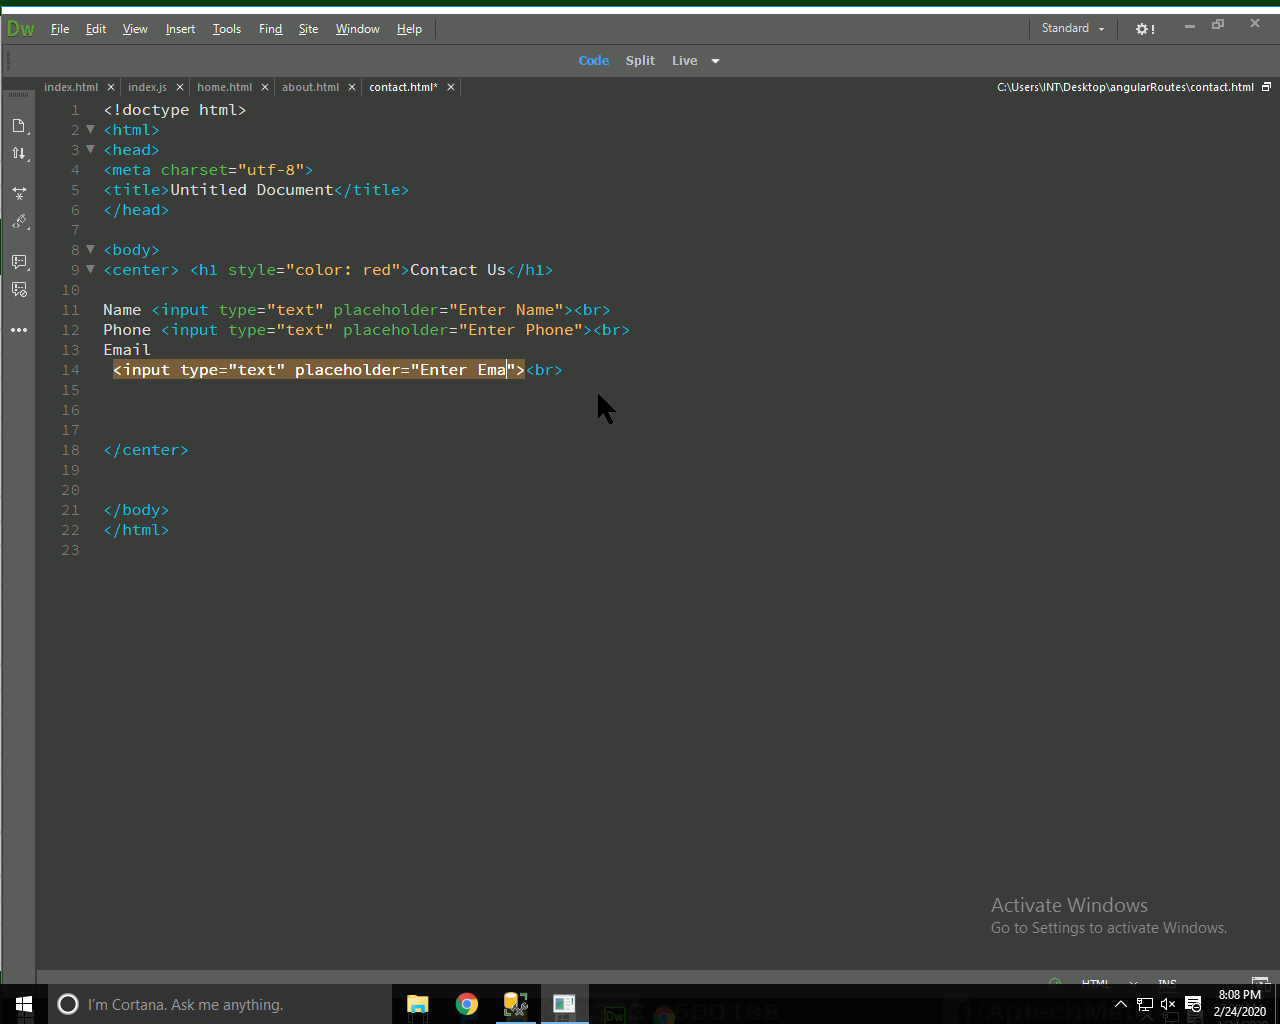 Dw File Edit View Insert Tools Find Site Window Help Standard !
Code Split Live
index.html × index.js × home.html × about.html × contact.html* × C:\Users\INT\Desktop\angularRoutes\contact.html
1 <!doctype html>
2 <html>
3 <head>
4 <meta charset="utf-8">
5 <title>Untitled Document</title>
6 </head>
7
8 <body>
9 <center> <h1 style="color: red">Contact Us</h1>
10
11 Name <input type="text" placeholder="Enter Name"><br>
12 Phone <input type="text" placeholder="Enter Phone"><br>
13 Email
14 <input type="text" placeholder="Enter Ema"><br>
15
16
17
18 </center>
19
20
21 </body>
22 </html>
23
Activate Windows
Go to Settings to activate Windows.
HTML INS
I'm Cortana. Ask me anything.
8:08 PM
2/24/2020